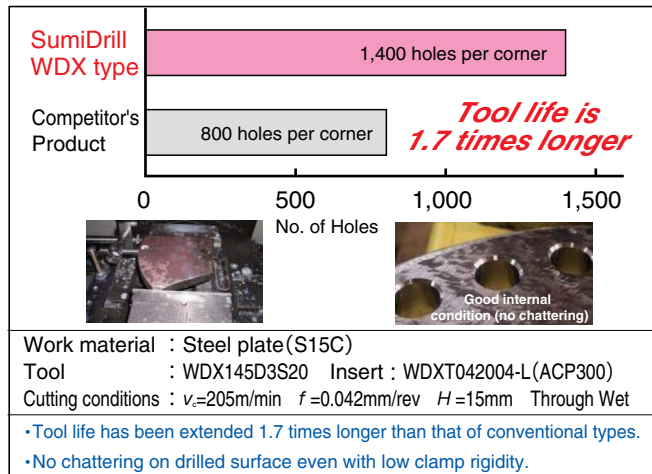 SumiDrill
WDX type
1,400 holes per corner
Competitor's
Product
800 holes per corner
Tool life is
1.7 times longer
0 500 1,000 1,500
No. of Holes
Good internal
condition (no chattering)
Work material : Steel plate(S15C)
Tool : WDX145D3S20 Insert : WDXT042004-L(ACP300)
Cutting conditions : vc=205m/min f =0.042mm/rev H =15mm Through Wet
・Tool life has been extended 1.7 times longer than that of conventional types.
・No chattering on drilled surface even with low clamp rigidity.